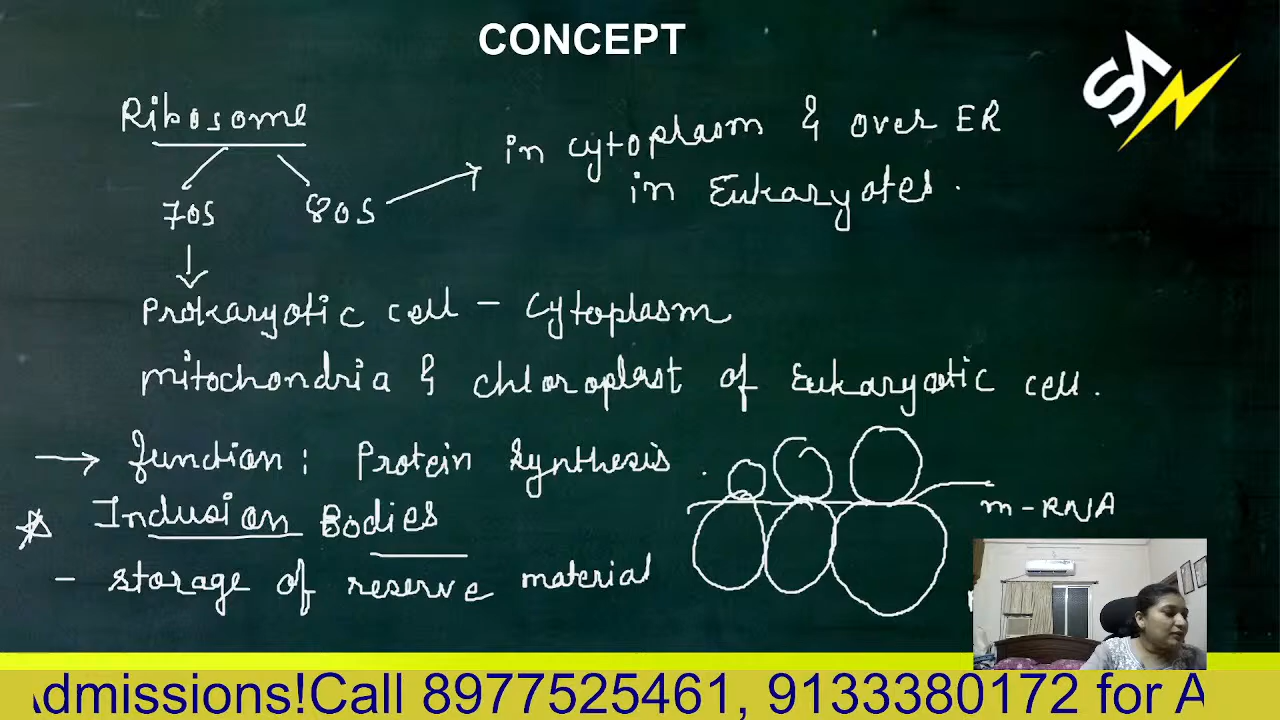 CONCEPT
SAN
Ribosome
in cytoplasm & over ER
in Eukaryotes.
70S
80S
Prokaryotic cell - Cytoplasm
mitochondria & chloroplast of Eukaryotic cell.
function: Protein Synthesis.
Inclusion Bodies
m-RNA
- storage of reserve material
dmissions!Call 8977525461, 9133380172 for A